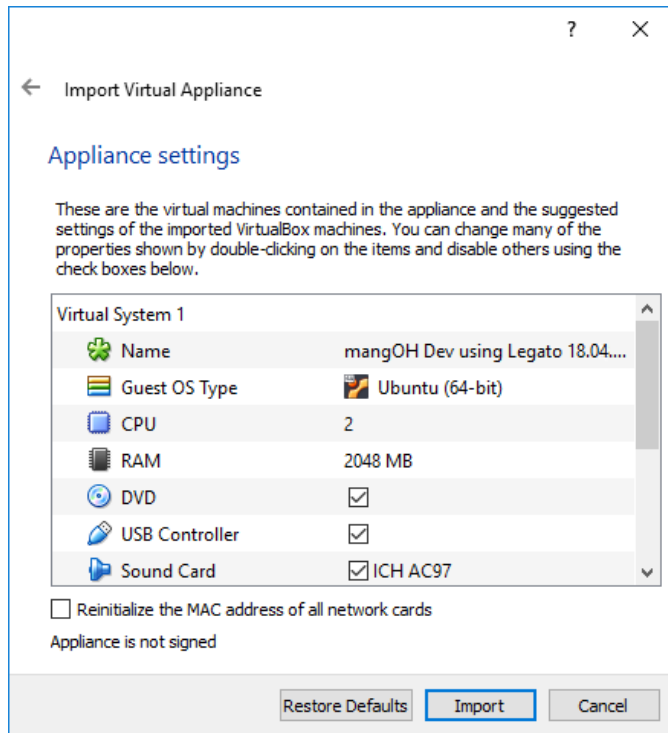 ?
Import Virtual Appliance
Appliance settings
These are the virtual machines contained in the appliance and the suggested
settings of the imported VirtualBox machines. You can change many of the
properties shown by double-clicking on the items and disable others using the
check boxes below.
Virtual System 1
Name mangOH Dev using Legato 18.04....
Guest OS Type Ubuntu (64-bit)
CPU 2
RAM 2048 MB
DVD
USB Controller
Sound Card ICH AC97
Reinitialize the MAC address of all network cards
Appliance is not signed
Restore Defaults Import Cancel